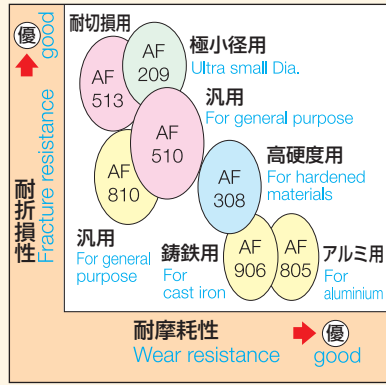 優
good
耐折損性
Fracture resistance
耐切損用
AF
513
AF
209
極小径用
Ultra small Dia.
汎用
For general purpose
AF
510
AF
810
高硬度用
For hardened
materials
AF
308
汎用
For general
purpose
鋳鉄用
For
cast iron
AF
906
AF
805
アルミ用
For
aluminium
耐摩耗性
Wear resistance
優
good